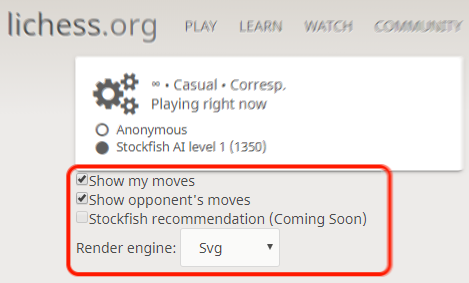 lichess.org PLAY LEARN WATCH COMMUNITY
∞ • Casual • Corresp.
Playing right now
Anonymous
Stockfish AI level 1 (1350)
Show my moves
Show opponent's moves
Stockfish recommendation (Coming Soon)
Render engine: Svg